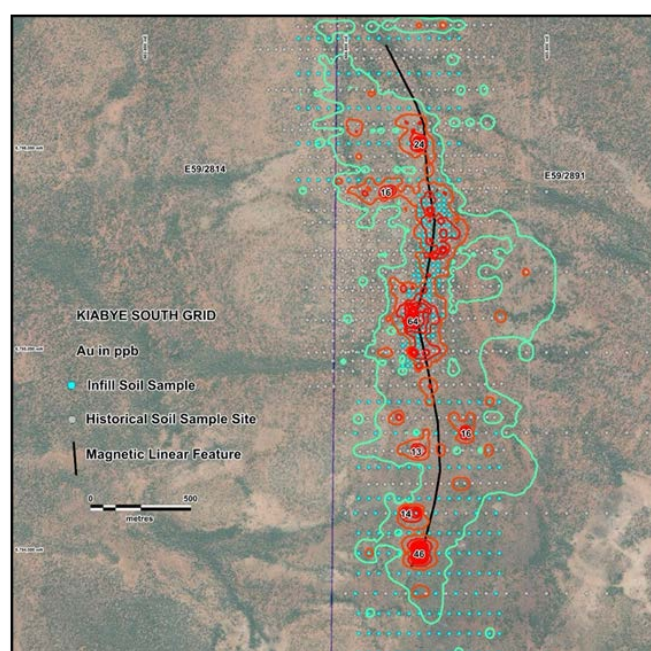 24
E59/2814
E59/2891
16
KIABYE SOUTH GRID
64
Au in ppb
Infill Soil Sample
Historical Soil Sample Site
16
Magnetic Linear Feature
13
0 500
metres
14
46